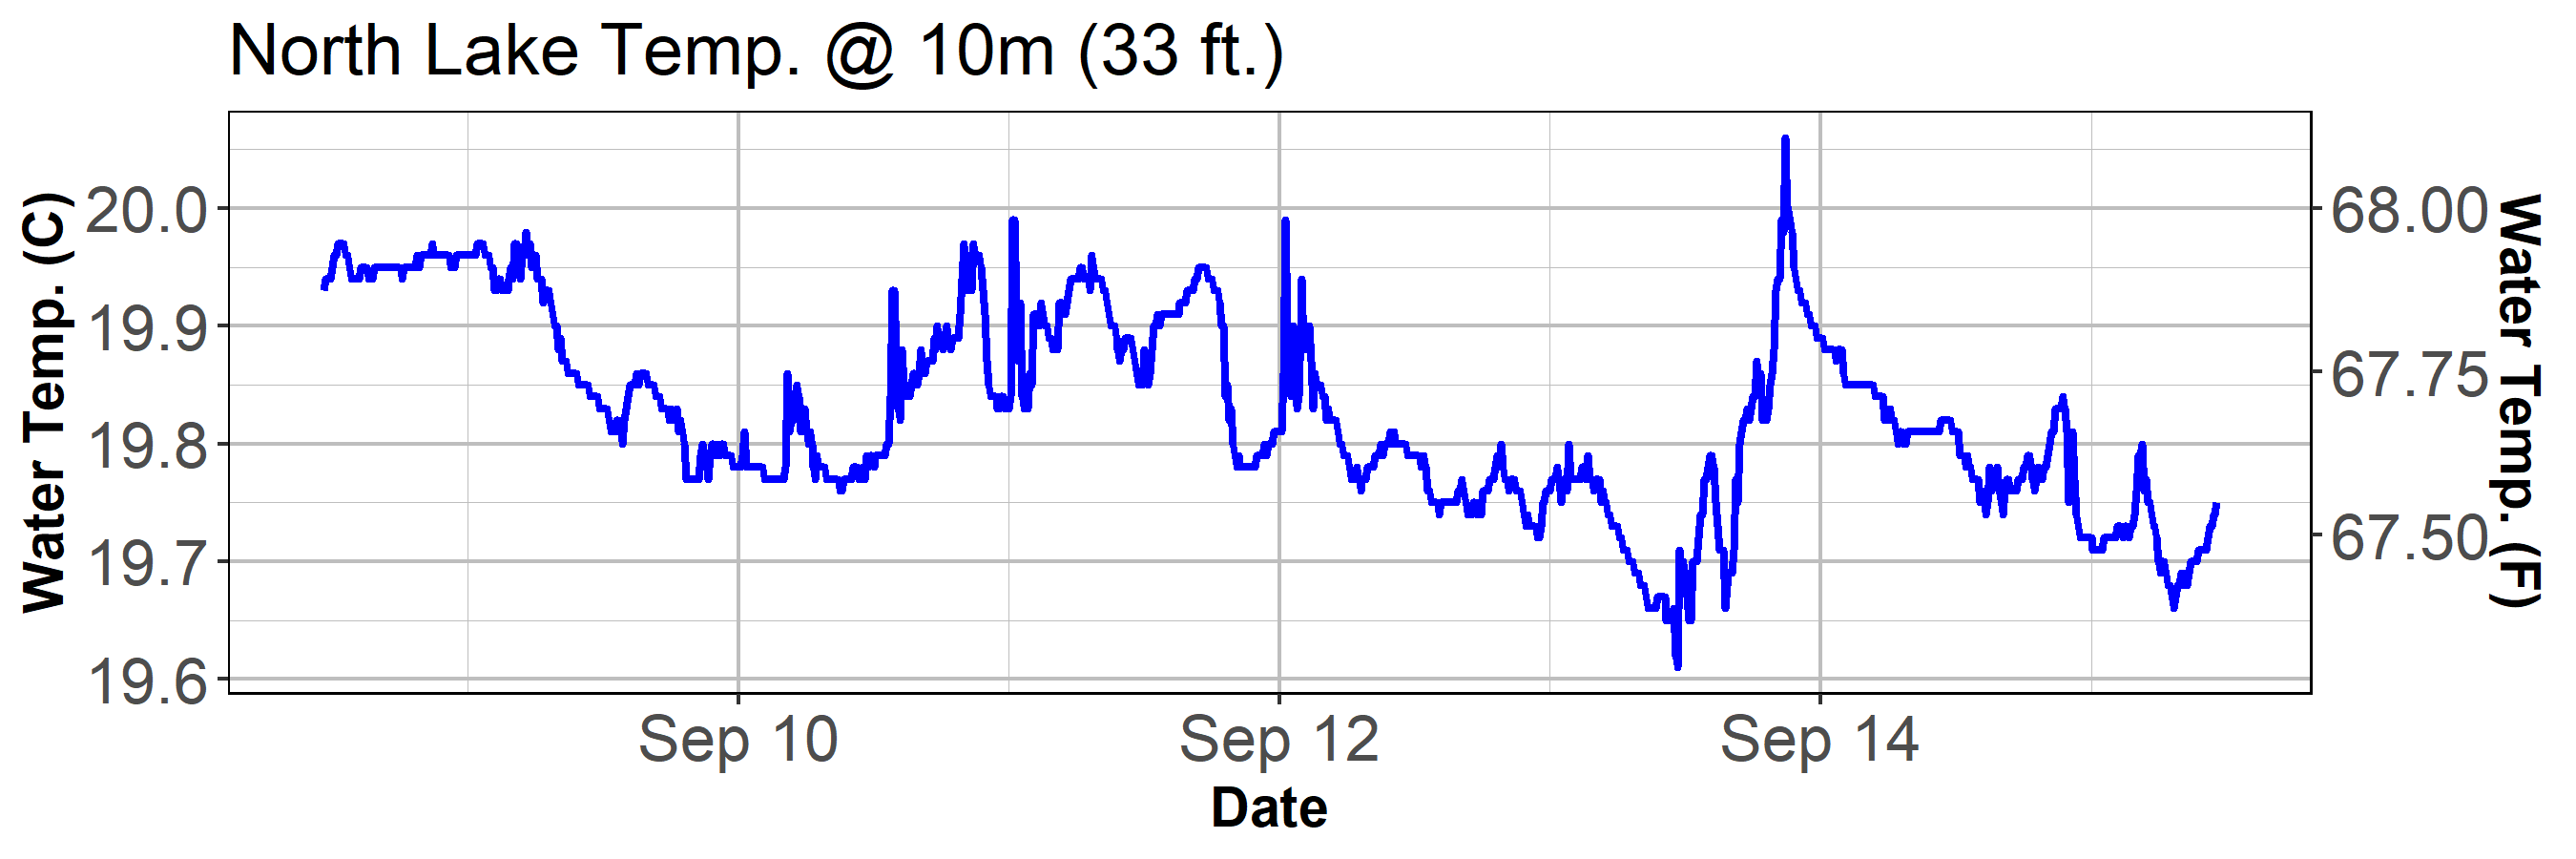 North Lake Temp. @ 10m (33 ft.)
Water Temp. (C)
20.0
19.9
19.8
19.7
19.6
68.00
67.75
67.50
Water Temp. (F)
Sep 10
Sep 12
Sep 14
Date